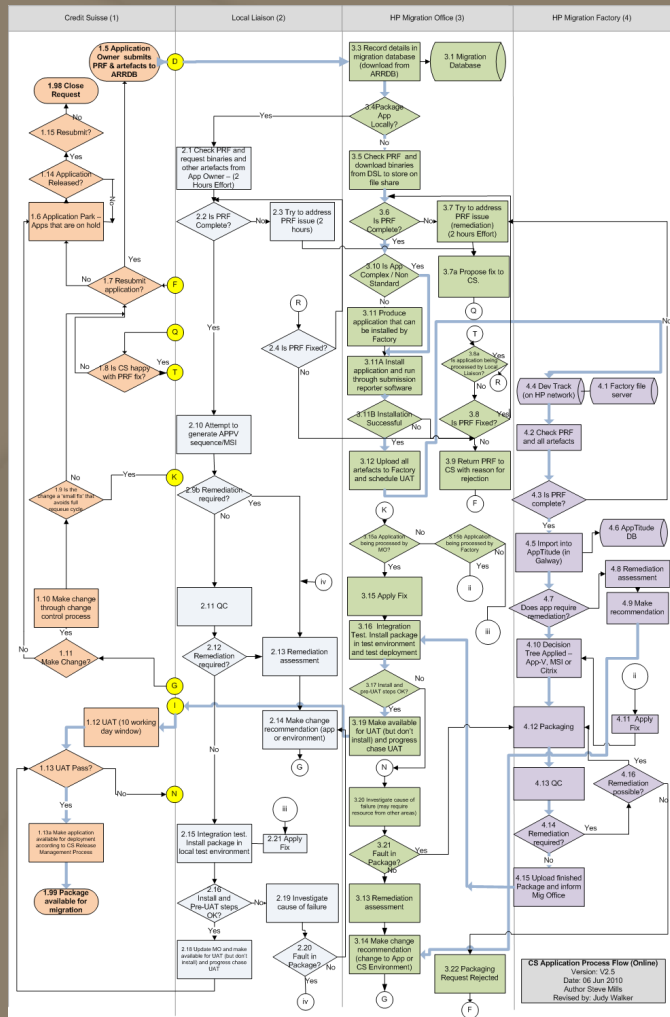 Credit Suisse (1)
Local Liaison (2)
HP Migration Office (3)
HP Migration Factory (4)
1.5 Application
Owner submits
PRF & artefacts to
ARRDB
D
1.98 Close
Request
No
1.15 Resubmit?
Yes
1.14 Application
Released?
No
1.6 Application Park –
Apps that are on hold
Yes
No
1.7 Resubmit
application?
F
Q
No
Yes
1.8 Is CS happy
with PRF fix?
T
1.9 Is the
change a 'small fix' that
avoids full
requeue cycle.
Yes
K
No
1.10 Make change
through change
control process
Yes
No
1.11
Make Change?
G
I
1.12 UAT (10 working
day window)
1.13 UAT Pass?
No
N
Yes
1.13a Make application
available for deployment
according to CS Release
Management Process
1.99 Package
available for
migration
Yes
2.1 Check PRF and
request binaries and
other artefacts from
App Owner – (2
Hours Effort)
2.2 Is PRF
Complete?
No
2.3 Try to address
PRF issue (2
hours)
Yes
R
2.4 Is PRF Fixed?
No
2.10 Attempt to
generate APPV
sequence/MSI
2.9b Remediation
required?
Yes
No
iv
2.11 QC
2.12
Remediation
required?
Yes
2.13 Remediation
assessment
2.14 Make change
recommendation (app
or environment)
G
No
iii
2.15 Integration test.
Install package in
local test environment
2.21 Apply
Fix
2.16
Install and
Pre-UAT steps
OK?
No
2.19 Investigate
cause of failure
Yes
2.18 Update MO and make
available for UAT (but don't
install) and progress chase
UAT
2.20
Fault in
Package?
No
Yes
iv
3.3 Record details in
migration database
(download from
ARRDB)
3.1 Migration
Database
3.4Package
App
Locally?
No
3.5 Check PRF and
download binaries
from DSL to store on
file share
3.6
Is PRF
Complete?
No
3.7 Try to address
PRF issue
(remediation)
(2 hours Effort)
Yes
3.10 Is App
Complex / Non
Standard
Yes
3.7a Propose fix to
CS.
Q
3.11 Produce
application that can
be installed by
Factory
T
3.8a
Is application being
processed by Local
Liaison?
Yes
R
No
3.11A Install
application and run
through submission
reporter software
3.11B Installation
Successful
No
3.8
Is PRF Fixed?
Yes
No
3.12 Upload all
artefacts to Factory
and schedule UAT
3.9 Return PRF to
CS with reason for
rejection
F
K
3.15a Application
being processed by
MO?
No
3.15b Application
being processed by
Factory
No
Yes
Yes
ii
iii
3.15 Apply Fix
3.16 Integration
Test. Install package
in test environment
and test deployment
3.17 Install and
pre-UAT steps OK?
No
Yes
3.19 Make available
for UAT (but don't
install) and progress
chase UAT
N
3.20 Investigate cause of
failure (may require
resource from other areas)
3.21
Fault in
Package?
Yes
No
3.13 Remediation
assessment
3.14 Make change
recommendation
(change to App or
CS Environment)
G
3.22 Packaging
Request Rejected
F
No
4.4 Dev Track
(on HP network)
4.1 Factory file
server
4.2 Check PRF
and all artefacts
4.3 Is PRF
complete?
Yes
4.6 AppTitude
DB
4.5 Import into
AppTitude (in
Galway)
4.8 Remediation
assessment
Yes
4.7
Does app require
remediation?
4.9 Make
recommendation
No
4.10 Decision
Tree Applied –
App-V, MSI or
Citrix
ii
4.12 Packaging
4.11 Apply
Fix
Yes
4.13 QC
4.16
Remediation
possible?
No
4.14
Remediation
required?
Yes
No
4.15 Upload finished
Package and inform
Mig Office
CS Application Process Flow (Online)
Version: V2.5
Date: 06 Jun 2010
Author Steve Mills
Revised by: Judy Walker